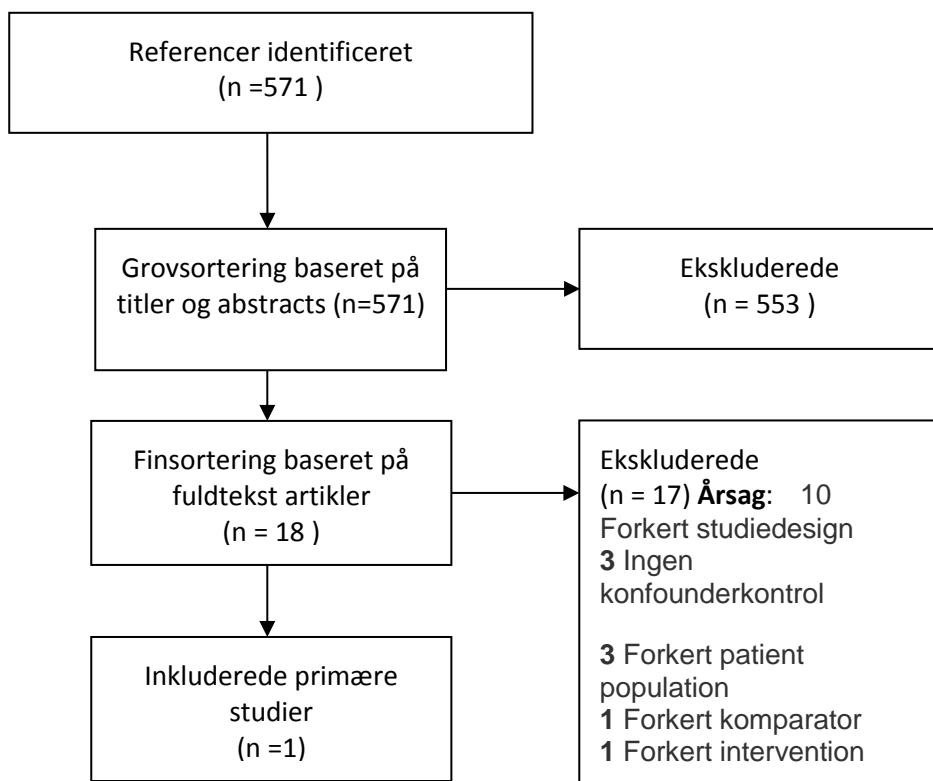 Referencer identificeret
(n =571 )
Grovsortering baseret på
titler og abstracts (n=571)
Ekskluderede
(n = 553 )
Finsortering baseret på
fuldtekst artikler
(n = 18 )
Ekskluderede
(n = 17) Årsag: 10
Forkert studiedesign
3 Ingen
konfounderkontrol
3 Forkert patient
population
1 Forkert komparator
1 Forkert intervention
Inkluderede primære
studier
(n =1)